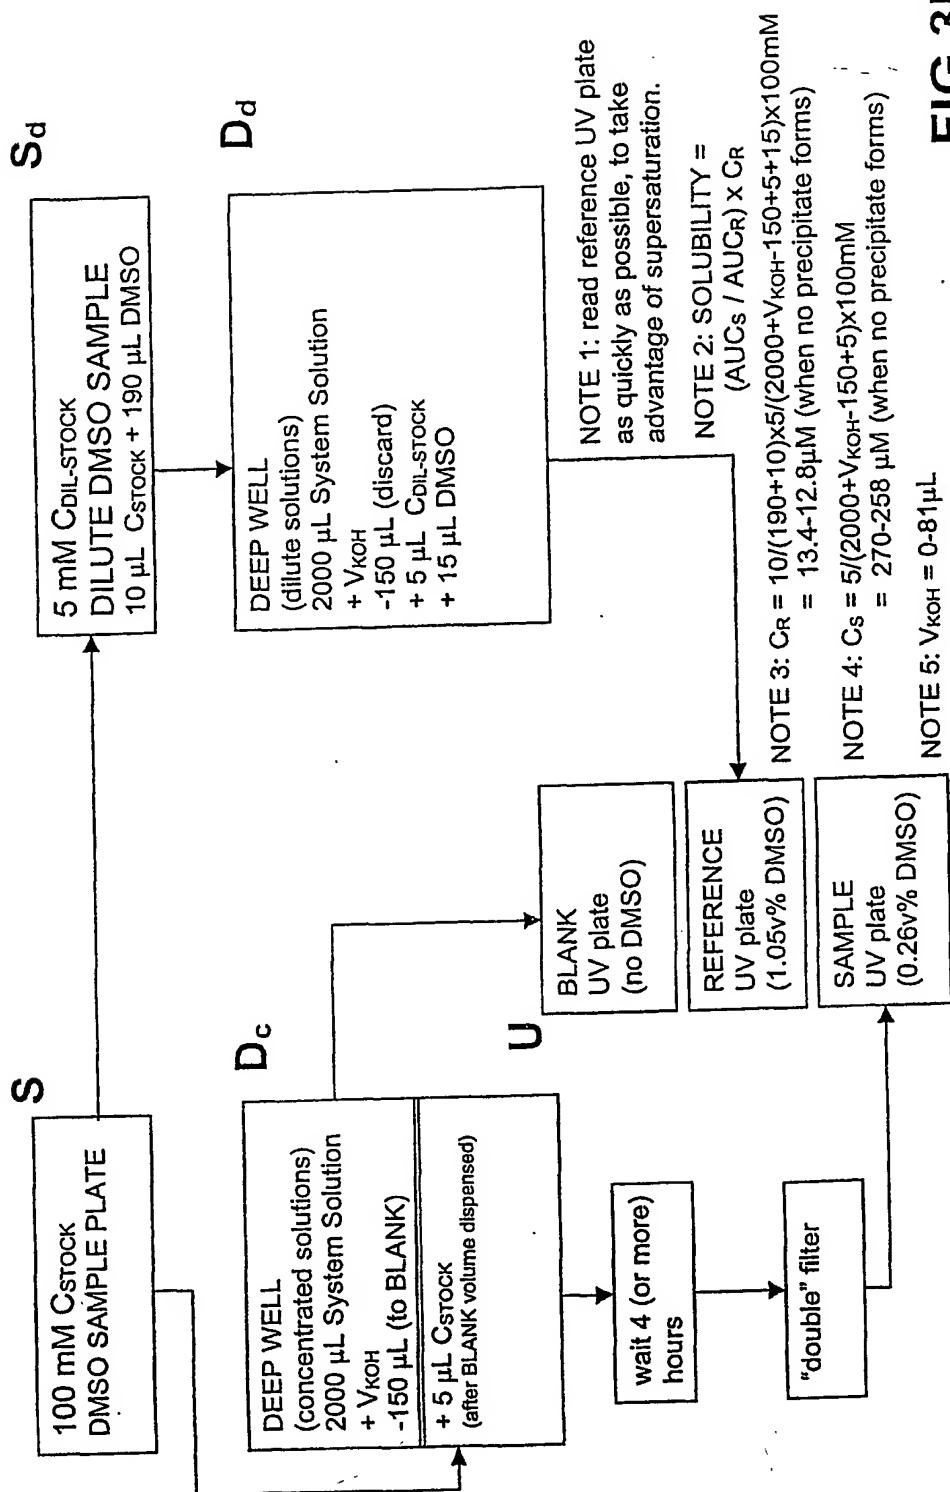 S
100 mM CSTOCK
DMSO SAMPLE PLATE
Sd
5 mM CDIL-STOCK
DILUTE DMSO SAMPLE
10 µL CSTOCK + 190 µL DMSO
Dc
DEEP WELL
(concentrated solutions)
2000 µL System Solution
+ VKOH
-150 µL (to BLANK)
+ 5 µL CSTOCK
(after BLANK volume dispensed)
Dd
DEEP WELL
(dilute solutions)
2000 µL System Solution
+ VKOH
-150 µL (discard)
+ 5 µL CDIL-STOCK
+ 15 µL DMSO
wait 4 (or more)
hours
"double" filter
U
BLANK
UV plate
(no DMSO)
REFERENCE
UV plate
(1.05v% DMSO)
SAMPLE
UV plate
(0.26v% DMSO)
NOTE 1: read reference UV plate
as quickly as possible, to take
advantage of supersaturation.
NOTE 2: SOLUBILITY =
(AUCS / AUCR) x CR
NOTE 3: CR = 10/(190+10)x5/(2000+VKOH-150+5+15)x100mM
= 13.4-12.8µM (when no precipitate forms)
NOTE 4: CS = 5/(2000+VKOH-150+5)x100mM
= 270-258 µM (when no precipitate forms)
NOTE 5: VKOH = 0-81µL